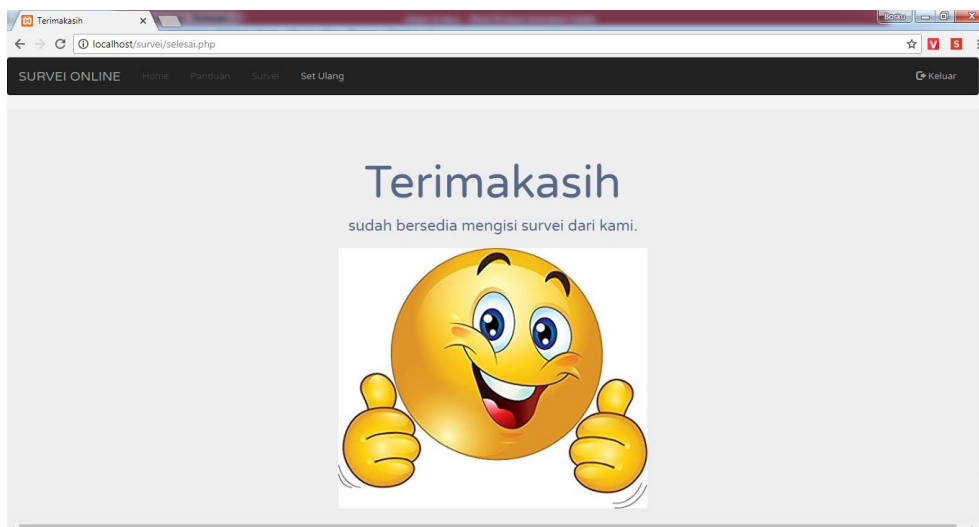 Terimakasih
Bosku
localhost/survei/selesai.php
V S
SURVEI ONLINE Home Panduan Survei Set Ulang Keluar
Terimakasih
sudah bersedia mengisi survei dari kami.